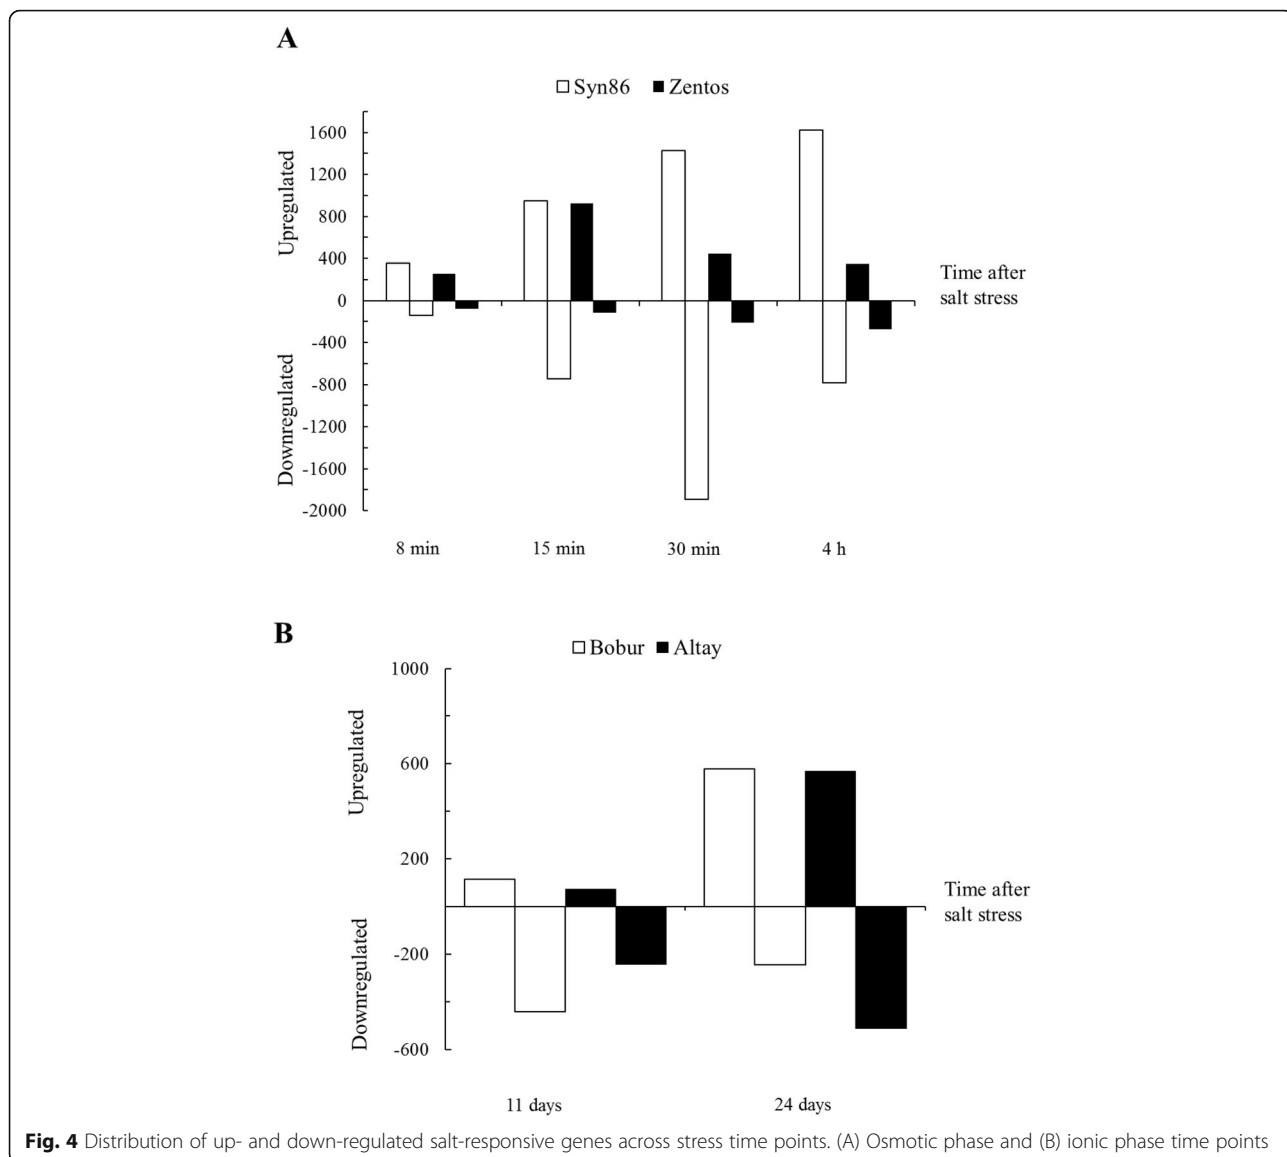 A
Syn86 Zentos
1600
1200
800
400
0
-400
-800
-1200
-1600
-2000
Upregulated
Downregulated
Time after
salt stress
8 min 15 min 30 min 4 h
B
Bobur Altay
1000
600
200
-200
-600
Upregulated
Downregulated
Time after
salt stress
11 days 24 days
Fig. 4 Distribution of up- and down-regulated salt-responsive genes across stress time points. (A) Osmotic phase and (B) ionic phase time points